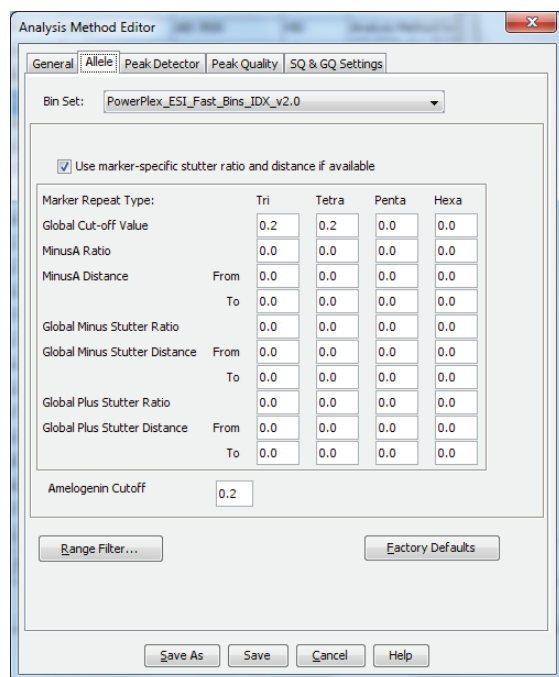 Analysis Method Editor
General Allele Peak Detector Peak Quality SQ & GQ Settings
Bin Set: PowerPlex_ESI_Fast_Bins_IDX_v2.0
Use marker-specific stutter ratio and distance if available
Marker Repeat Type: Tri Tetra Penta Hexa
Global Cut-off Value 0.2 0.2 0.0 0.0
MinusA Ratio 0.0 0.0 0.0 0.0
MinusA Distance From 0.0 0.0 0.0 0.0
To 0.0 0.0 0.0 0.0
Global Minus Stutter Ratio 0.0 0.0 0.0 0.0
Global Minus Stutter Distance From 0.0 0.0 0.0 0.0
To 0.0 0.0 0.0 0.0
Global Plus Stutter Ratio 0.0 0.0 0.0 0.0
Global Plus Stutter Distance From 0.0 0.0 0.0 0.0
To 0.0 0.0 0.0 0.0
Amelogenin Cutoff 0.2
Range Filter... Factory Defaults
Save As Save Cancel Help